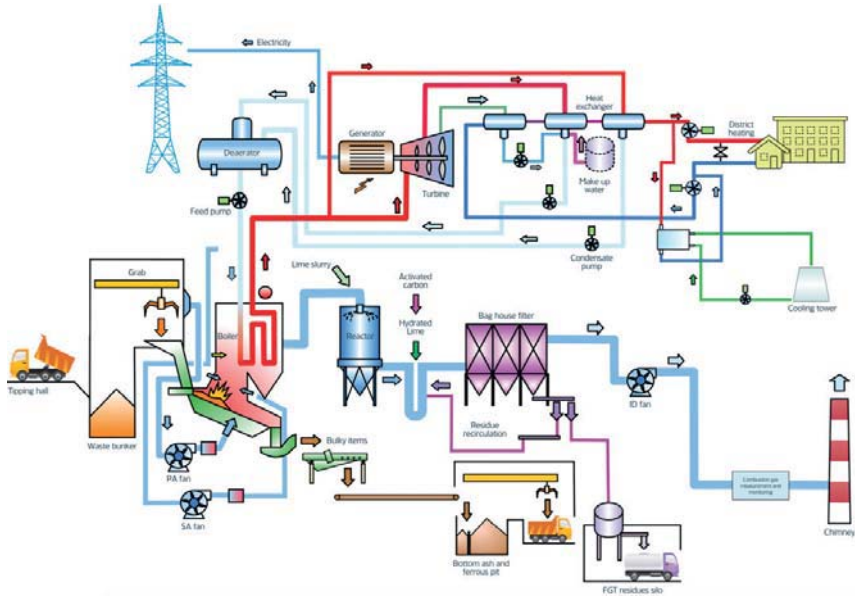 Electricity
Deaerator
Generator
Turbine
Heat
exchanger
Make up
water
District
heating
Feed pump
Condensate
pump
Cooling tower
Grab
Lime slurry
Activated
carbon
Hydrated
Lime
Bag house filter
Boiler
Reactor
Tipping hall
Waste bunker
ID fan
Residue
recirculation
Bulky items
PA fan
SA fan
Combustion gas
measurement and
monitoring
Chimney
Bottom ash and
ferrous pit
FGT residues silo